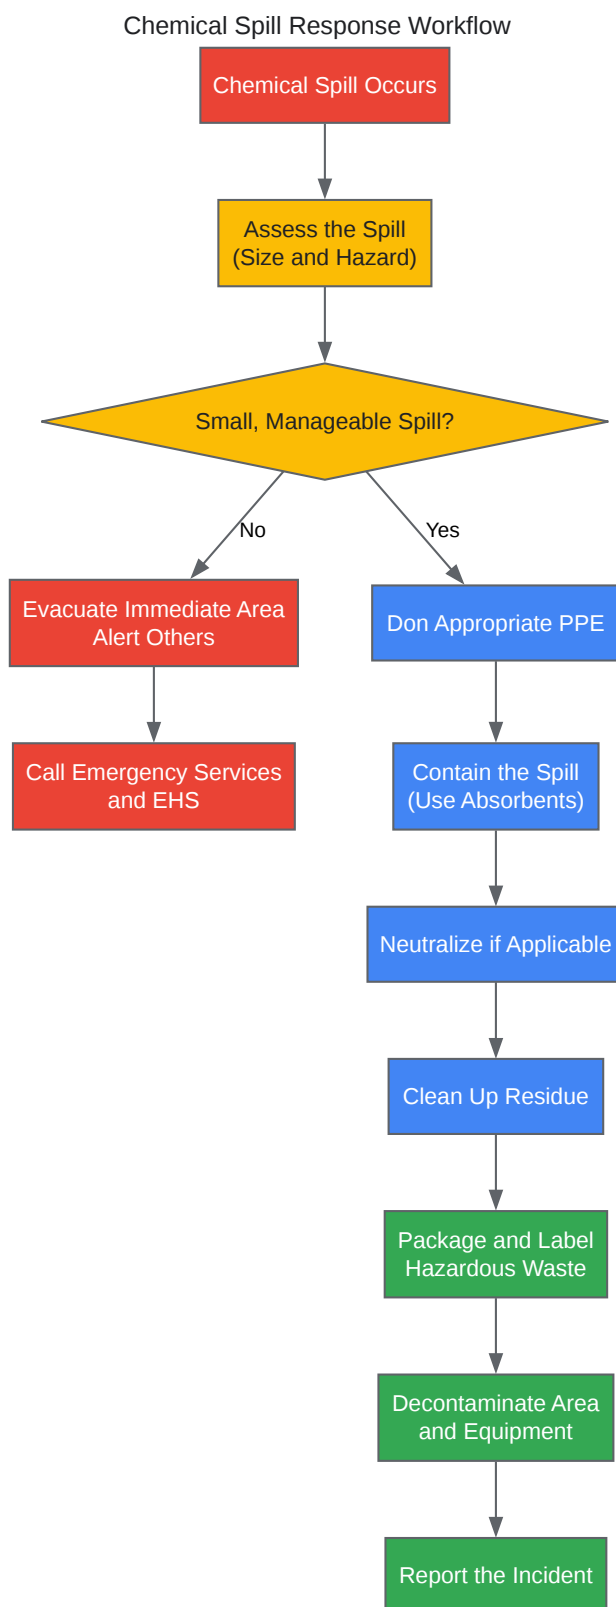 Chemical Spill Response Workflow
Chemical Spill Occurs
Assess the Spill
(Size and Hazard)
Small, Manageable Spill?
No
Yes
Evacuate Immediate Area
Alert Others
Don Appropriate PPE
Call Emergency Services
and EHS
Contain the Spill
(Use Absorbents)
Neutralize if Applicable
Clean Up Residue
Package and Label
Hazardous Waste
Decontaminate Area
and Equipment
Report the Incident